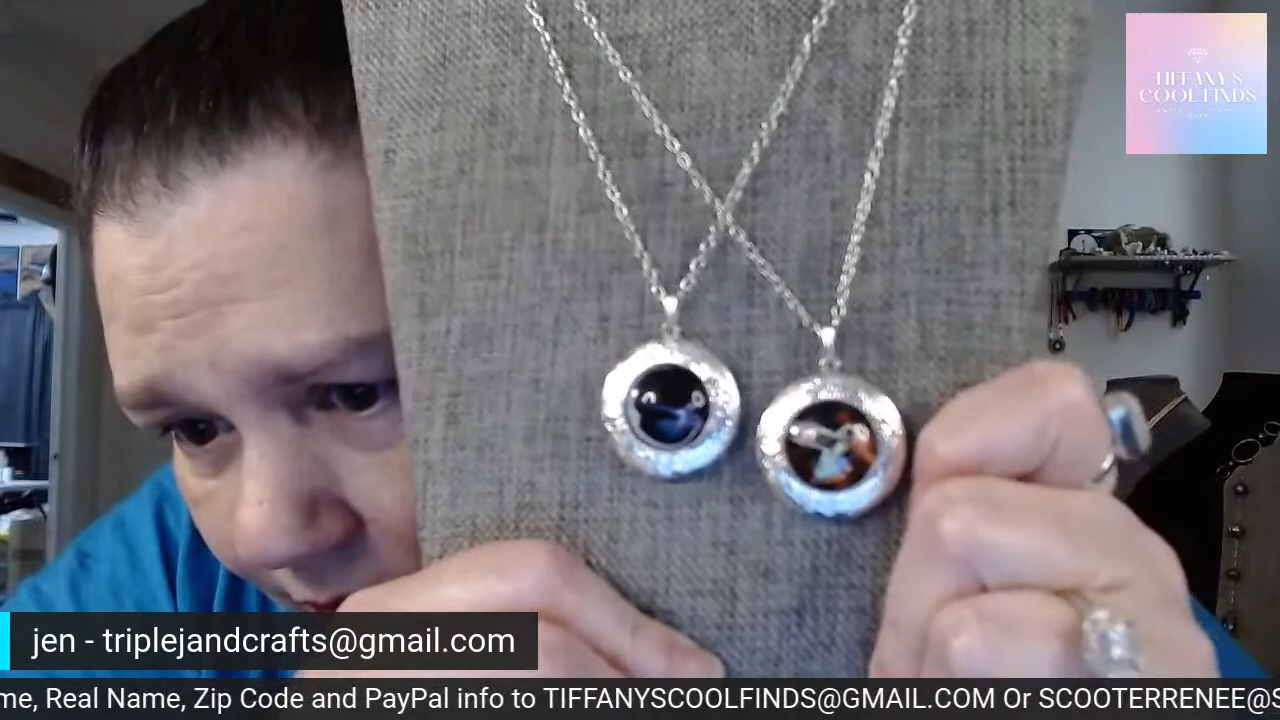 TIFFANY'S
COOL FINDS
jen - triplejandcrafts@gmail.com
me, Real Name, Zip Code and PayPal info to TIFFANYSCOOLFINDS@GMAIL.COM Or SCOOTERRENEE@S